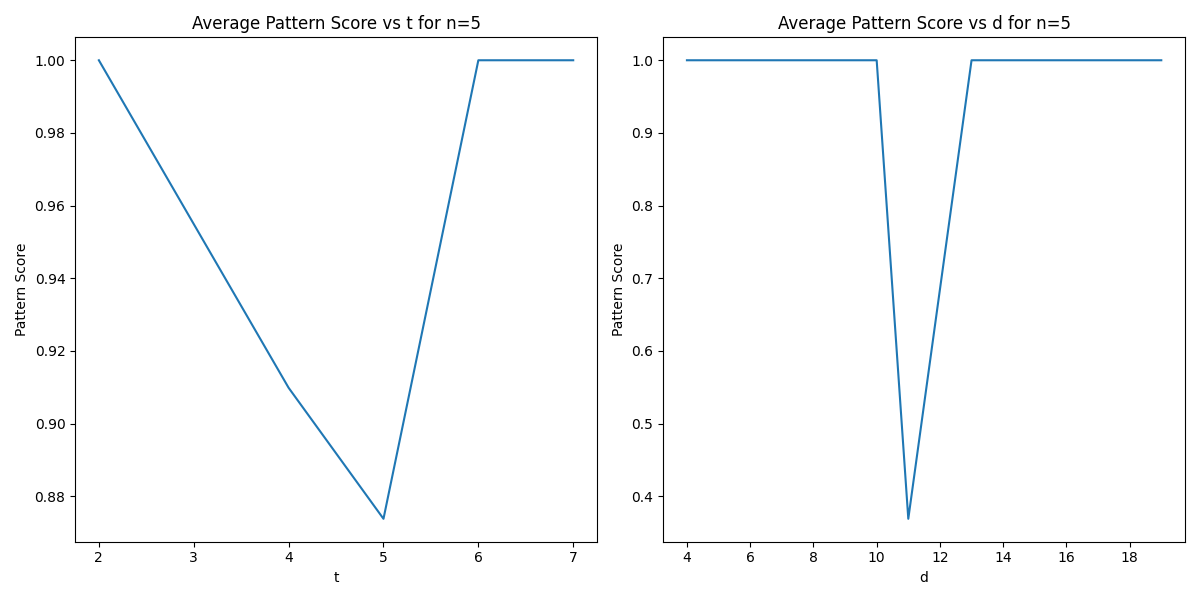 Average Pattern Score vs t for n=5
Pattern Score
1.00
0.98
0.96
0.94
0.92
0.90
0.88
2 3 4 5 6 7
t
Average Pattern Score vs d for n=5
Pattern Score
1.0
0.9
0.8
0.7
0.6
0.5
0.4
4 6 8 10 12 14 16 18
d